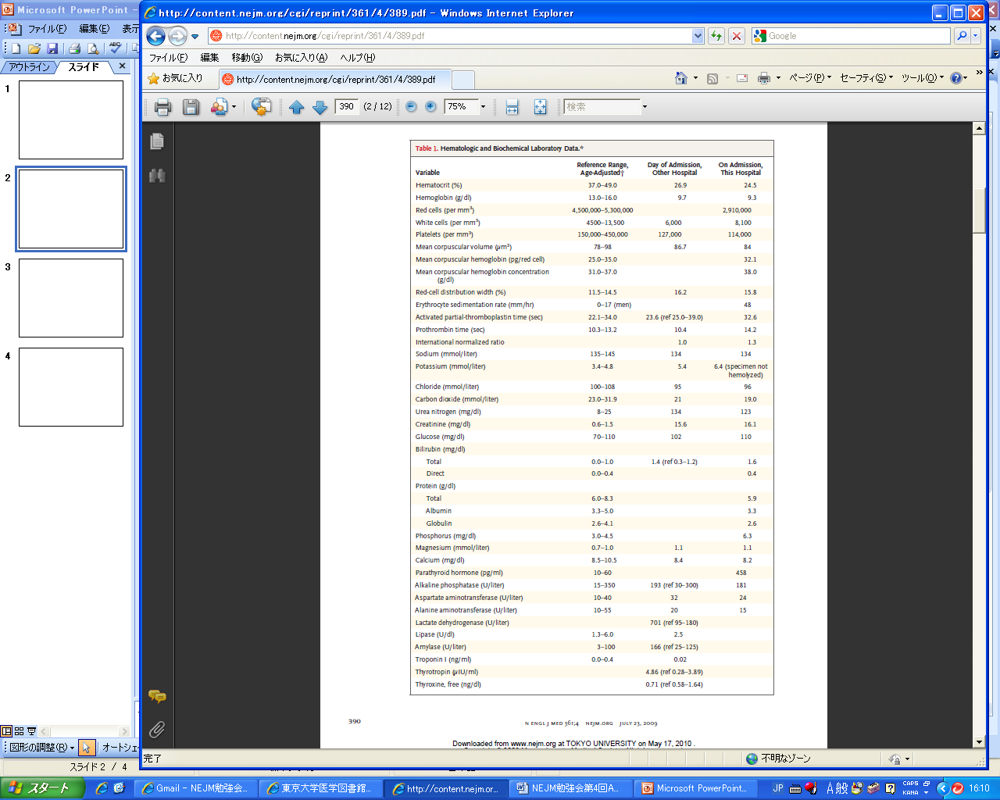 Microsoft PowerPoint -
http://content.nejm.org/cgi/reprint/361/4/389.pdf - Windows Internet Explorer
ファイル(F) 編集(E) 表示
http://content.nejm.org/cgi/reprint/361/4/389.pdf
Google
ファイル(F) 編集 移動(G) お気に入り(A) ヘルプ(H)
アウトライン スライド
お気に入り http://content.nejm.org/cgi/reprint/361/4/389.pdf ページ(P) セーフティ(S) ツール(O)
390 (2 / 12) 75% 検索
1
2
3
4
Table 1. Hematologic and Biochemical Laboratory Data.*
Variable Reference Range, Age-Adjusted† Day of Admission, Other Hospital On Admission, This Hospital
Hematocrit (%) 37.0–49.0 26.9 24.5
Hemoglobin (g/dl) 13.0–16.0 9.7 9.3
Red cells (per mm³) 4,500,000–5,300,000 2,910,000
White cells (per mm³) 4500–13,500 6,000 8,100
Platelets (per mm³) 150,000–450,000 127,000 114,000
Mean corpuscular volume (μm³) 78–98 86.7 84
Mean corpuscular hemoglobin (pg/red cell) 25.0–35.0 32.1
Mean corpuscular hemoglobin concentration 31.0–37.0 38.0
(g/dl)
Red-cell distribution width (%) 11.5–14.5 16.2 15.8
Erythrocyte sedimentation rate (mm/hr) 0–17 (men) 48
Activated partial-thromboplastin time (sec) 22.1–34.0 23.6 (ref 25.0–39.0) 32.6
Prothrombin time (sec) 10.3–13.2 10.4 14.2
International normalized ratio 1.0 1.3
Sodium (mmol/liter) 135–145 134 134
Potassium (mmol/liter) 3.4–4.8 5.4 6.4 (specimen not
hemolyzed)
Chloride (mmol/liter) 100–108 95 96
Carbon dioxide (mmol/liter) 23.0–31.9 21 19.0
Urea nitrogen (mg/dl) 8–25 134 123
Creatinine (mg/dl) 0.6–1.5 15.6 16.1
Glucose (mg/dl) 70–110 102 110
Bilirubin (mg/dl)
Total 0.0–1.0 1.4 (ref 0.3–1.2) 1.6
Direct 0.0–0.4 0.4
Protein (g/dl)
Total 6.0–8.3 5.9
Albumin 3.3–5.0 3.3
Globulin 2.6–4.1 2.6
Phosphorus (mg/dl) 3.0–4.5 6.3
Magnesium (mmol/liter) 0.7–1.0 1.1 1.1
Calcium (mg/dl) 8.5–10.5 8.4 8.2
Parathyroid hormone (pg/ml) 10–60 458
Alkaline phosphatase (U/liter) 15–350 193 (ref 30–300) 181
Aspartate aminotransferase (U/liter) 10–40 32 24
Alanine aminotransferase (U/liter) 10–55 20 15
Lactate dehydrogenase (U/liter) 701 (ref 95–180)
Lipase (U/dl) 1.3–6.0 2.5
Amylase (U/liter) 3–100 166 (ref 25–125)
Troponin I (ng/ml) 0.0–0.4 0.02
Thyrotropin (μIU/ml) 4.86 (ref 0.28–3.89)
Thyroxine, free (ng/dl) 0.71 (ref 0.58–1.64)
390 N ENGL J MED 361;4 NEJM.ORG JULY 23, 2009
Downloaded from www.nejm.org at TOKYO UNIVERSITY on May 17, 2010 .
図形の調整(R) オートシェ
完了 不明なゾーン
スライド 2 / 4
スタート Gmail - NEJM勉強会... 東京大学医学図書館... http://content.nejm.or... NEJM勉強会第4回A... Microsoft PowerPoint... JP A 般 CAPS KANA 16:10